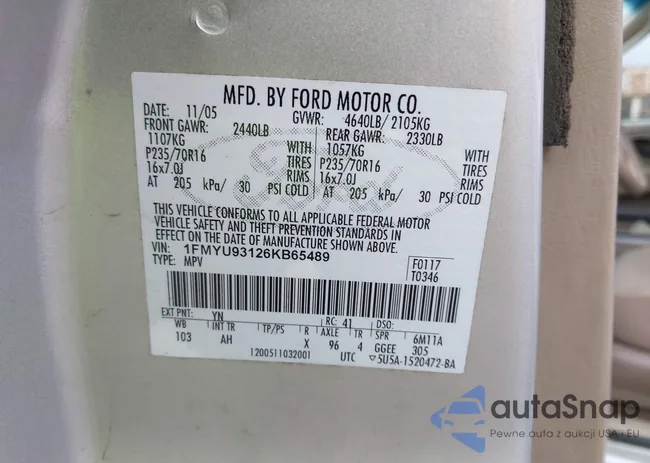 MFD. BY FORD MOTOR CO.
DATE: 11/05 GVWR: 4640LB/ 2105KG
FRONT GAWR: 2440LB REAR GAWR: 2330LB
1107KG WITH 1057KG WITH
P235/70R16 TIRES P235/70R16 TIRES
16x7.0J RIMS 16x7.0J RIMS
AT 205 kPa/ 30 PSI COLD AT 205 kPa/ 30 PSI COLD
THIS VEHICLE CONFORMS TO ALL APPLICABLE FEDERAL MOTOR
VEHICLE SAFETY AND THEFT PREVENTION STANDARDS IN
EFFECT ON THE DATE OF MANUFACTURE SHOWN ABOVE.
VIN: 1FMYU93126KB65489
TYPE: MPV
F0117
T0346
EXT PNT: YN RC: 41 DSO:
WB INT TR TP/PS R AXLE TR SPR 6M11A
103 AH X 96 4 GGEE 305
1200511032001 UTC 5U5A-1520472-BA
Ford
autaSnap
Pewne auta z aukcji USA i EU